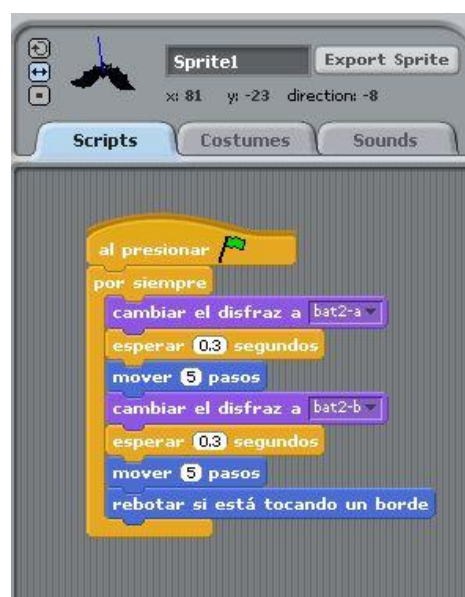 Sprite1
Export Sprite
x: 81 y: -23 direction: -8
Scripts Costumes Sounds
al presionar
por siempre
cambiar el disfraz a bat2-a
esperar 0.3 segundos
mover 5 pasos
cambiar el disfraz a bat2-b
esperar 0.3 segundos
mover 5 pasos
rebotar si está tocando un borde